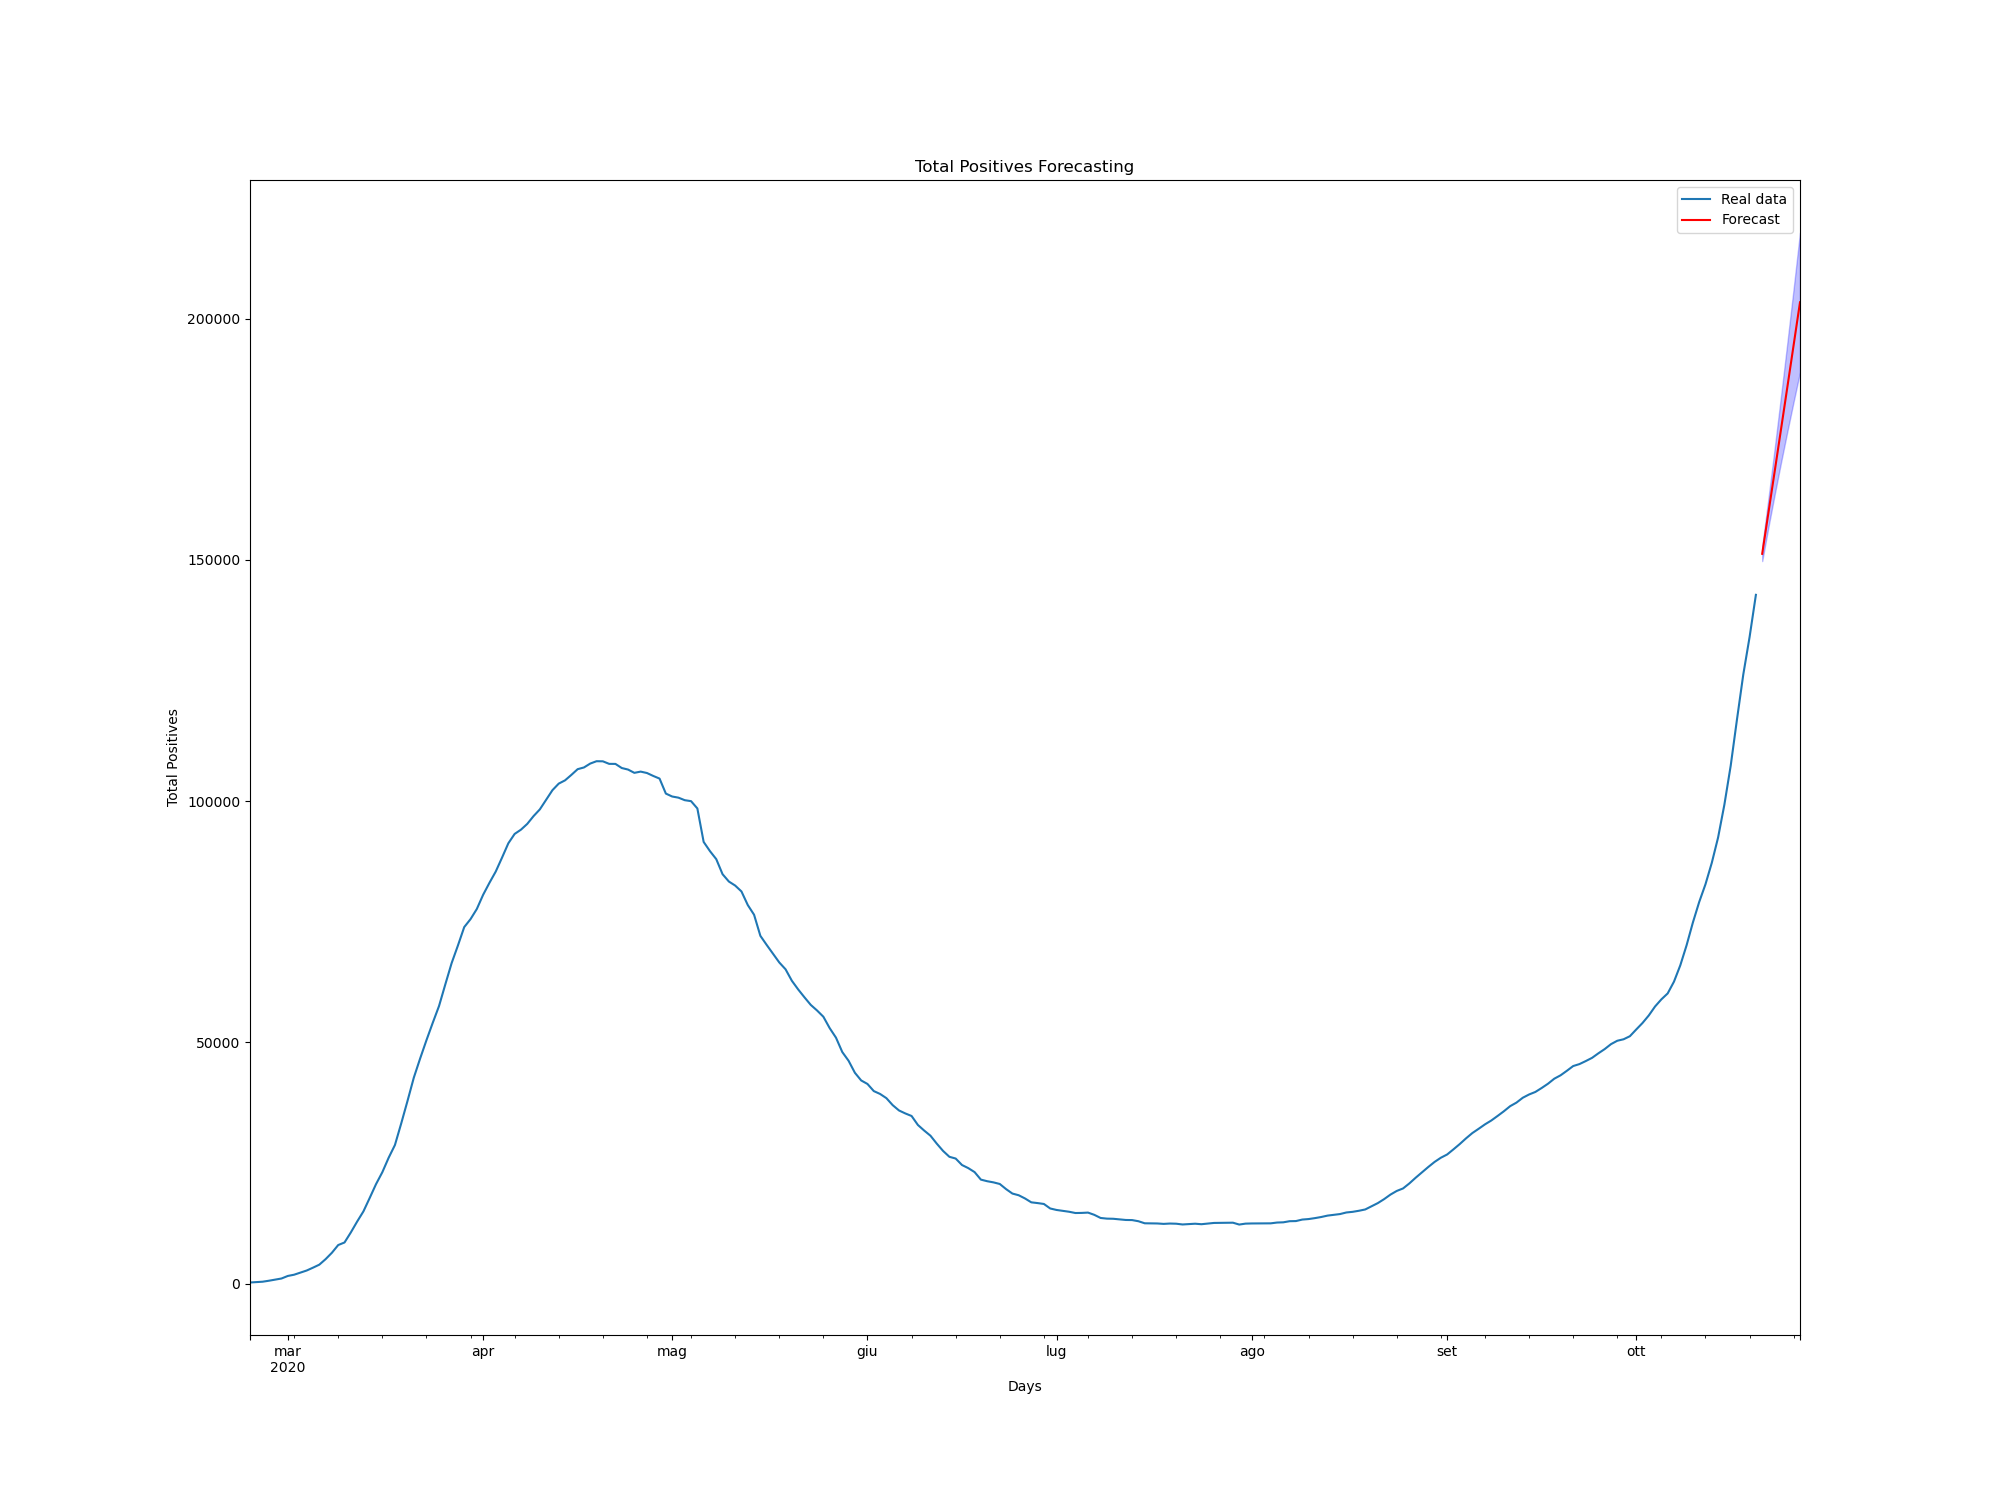 Total Positives Forecasting
Real data
Forecast
200000
150000
100000
50000
0
Total Positives
mar apr mag giu lug ago set ott
2020
Days